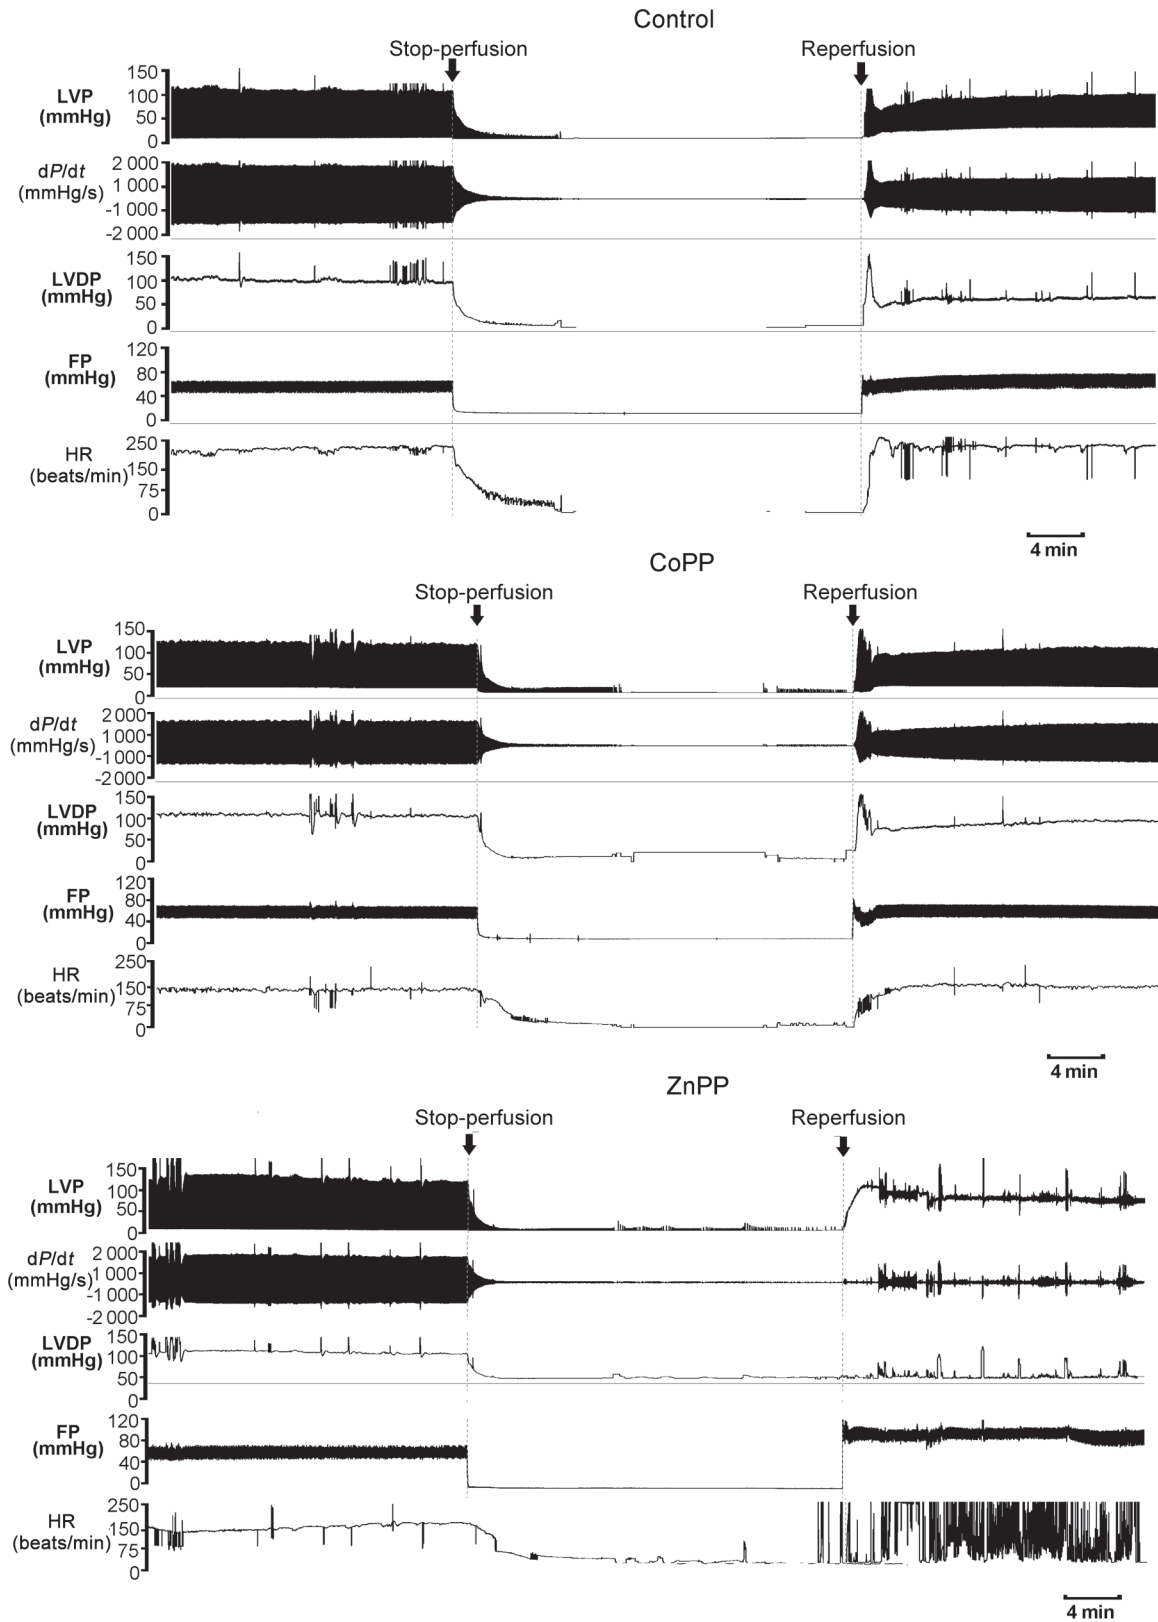 Control
Stop-perfusion Reperfusion
LVP
(mmHg)
150
100
50
0
dP/dt
(mmHg/s)
2 000
1 000
-1 000
-2 000
LVDP
(mmHg)
150
100
50
0
FP
(mmHg)
120
80
40
0
HR
(beats/min)
250
150
75
0
4 min
CoPP
Stop-perfusion Reperfusion
LVP
(mmHg)
150
100
50
0
dP/dt
(mmHg/s)
2 000
1 000
-1 000
-2 000
LVDP
(mmHg)
150
100
50
0
FP
(mmHg)
120
80
40
0
HR
(beats/min)
250
150
75
0
4 min
ZnPP
Stop-perfusion Reperfusion
LVP
(mmHg)
150
100
50
0
dP/dt
(mmHg/s)
2 000
1 000
-1 000
-2 000
LVDP
(mmHg)
150
100
50
0
FP
(mmHg)
120
80
40
0
HR
(beats/min)
250
150
75
0
4 min